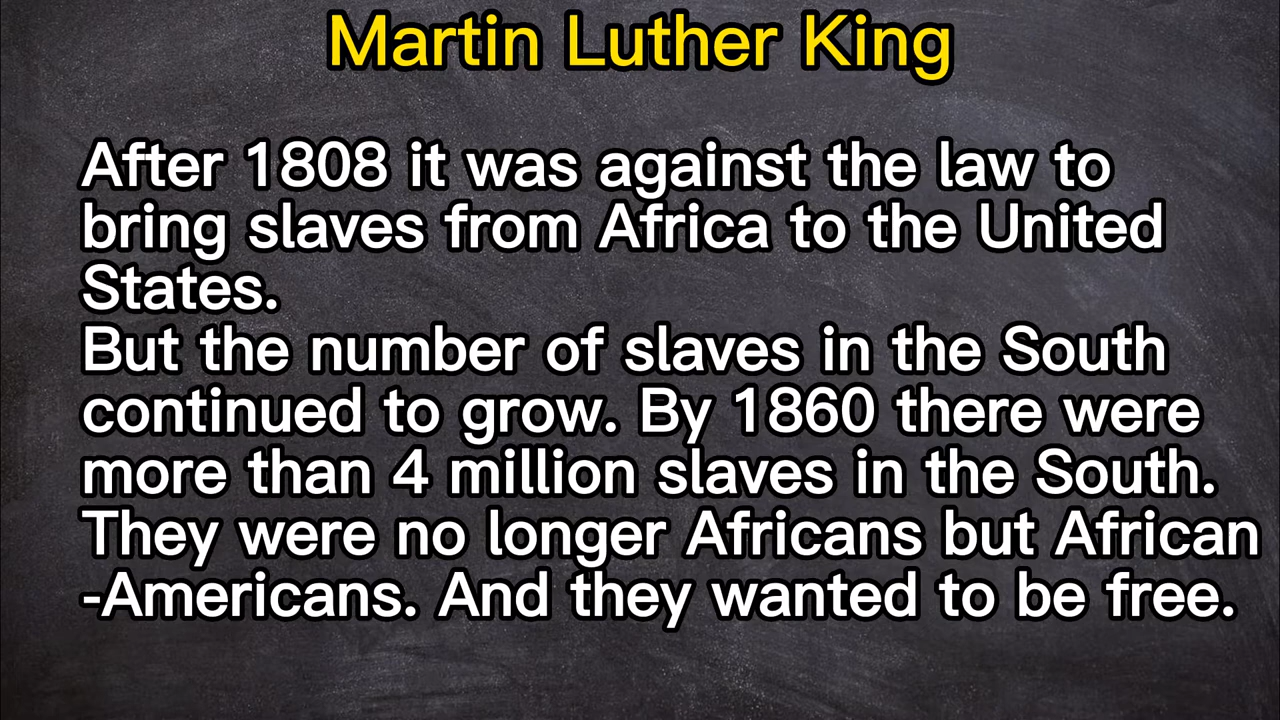 Martin Luther King
After 1808 it was against the law to
bring slaves from Africa to the United
States.
But the number of slaves in the South
continued to grow. By 1860 there were
more than 4 million slaves in the South.
They were no longer Africans but African
-Americans. And they wanted to be free.